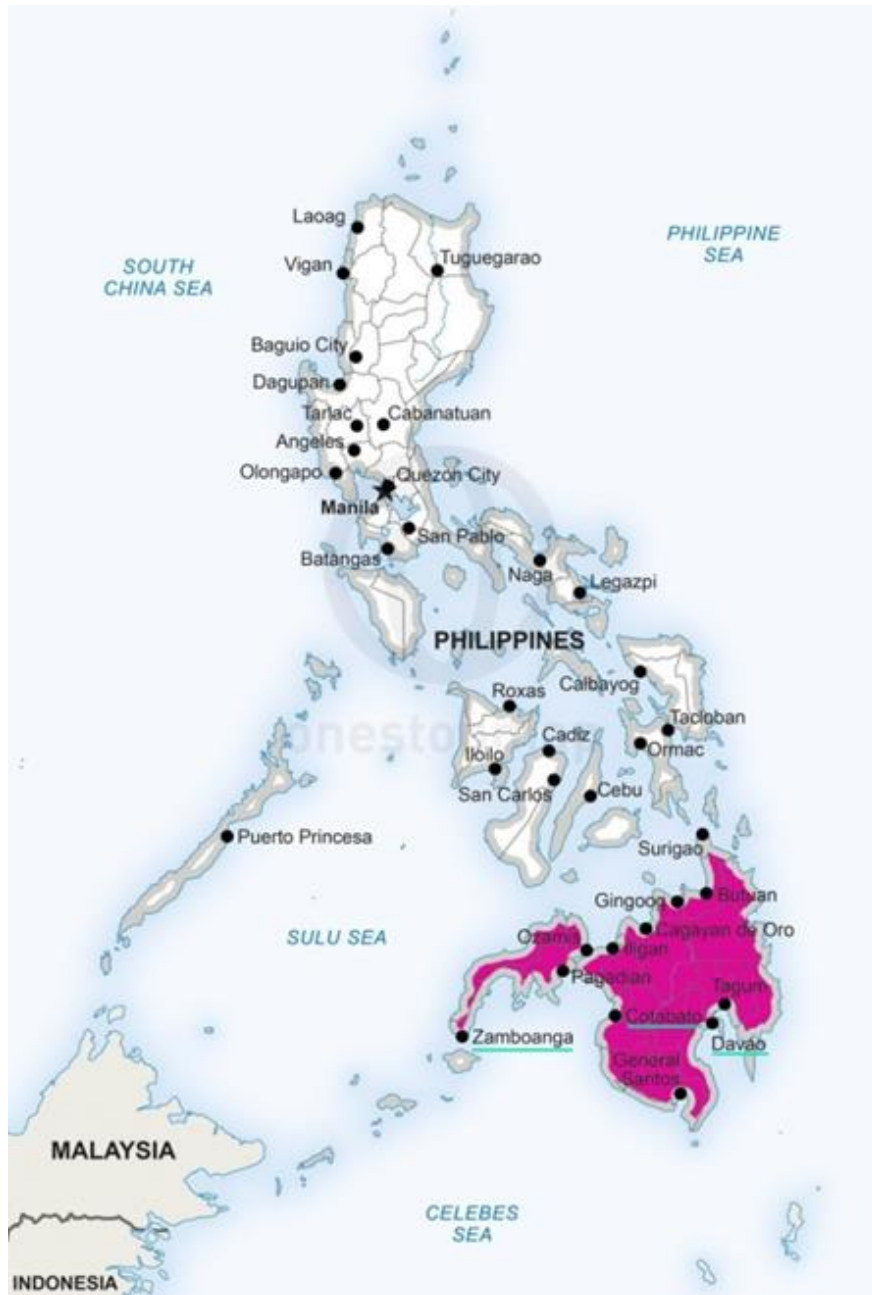 Laoag
PHILIPPINE
SEA
SOUTH
CHINA SEA
Vigan
Tuguegarao
Baguio City
Dagupan
Tarlac
Cabanatuan
Angeles
Olongapo
Quezon City
Manila
San Pablo
Batangas
Naga
Legazpi
PHILIPPINES
Calbayog
Roxas
Tacloban
Cadiz
Ormac
Iloilo
San Carlos
Cebu
Puerto Princesa
Surigao
Gingoog
Butuan
SULU SEA
Cagayan de Oro
Ozamis
Iligan
Pagadian
Tagum
Cotabato
Zamboanga
Davao
General
Santos
MALAYSIA
CELEBES
SEA
INDONESIA